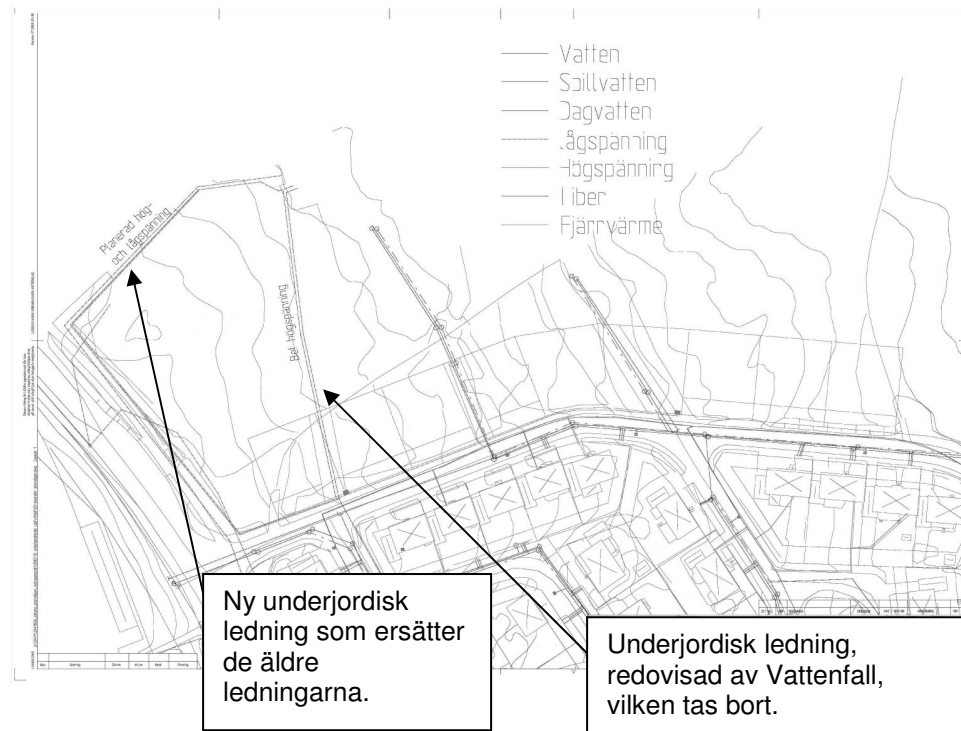 Vatten
Spillvatten
Dagvatten
Lågspänning
Högspänning
Fiber
Fjärrvärme
Planerad hög-
och lågspänning
Bef högspänning
Ny underjordisk
ledning som ersätter
de äldre
ledningarna.
Underjordisk ledning,
redovisad av Vattenfall,
vilken tas bort.